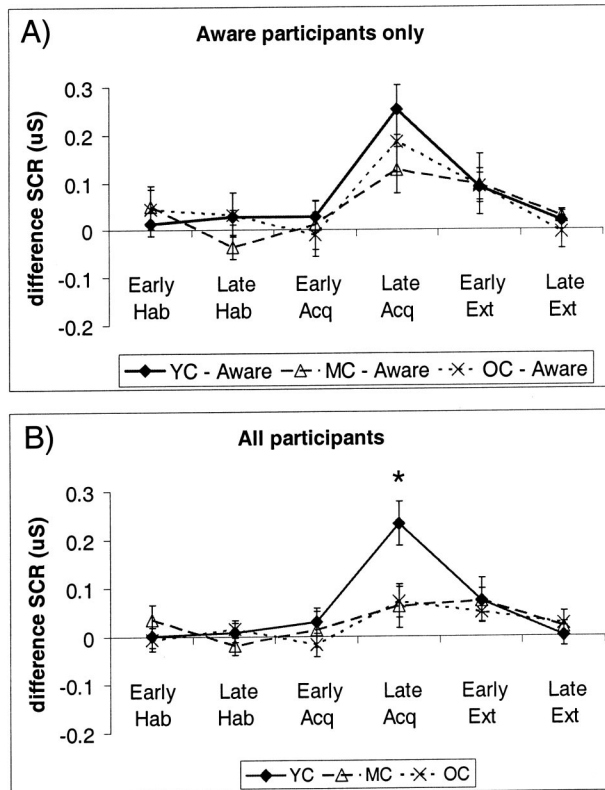 A)
Aware participants only
difference SCR (uS)
0.3
0.2
0.1
0
-0.1
-0.2
Early Hab
Late Hab
Early Acq
Late Acq
Early Ext
Late Ext
YC - Aware
MC - Aware
OC - Aware
B)
All participants
*
difference SCR (uS)
0.3
0.2
0.1
0
-0.1
-0.2
Early Hab
Late Hab
Early Acq
Late Acq
Early Ext
Late Ext
YC
MC
OC